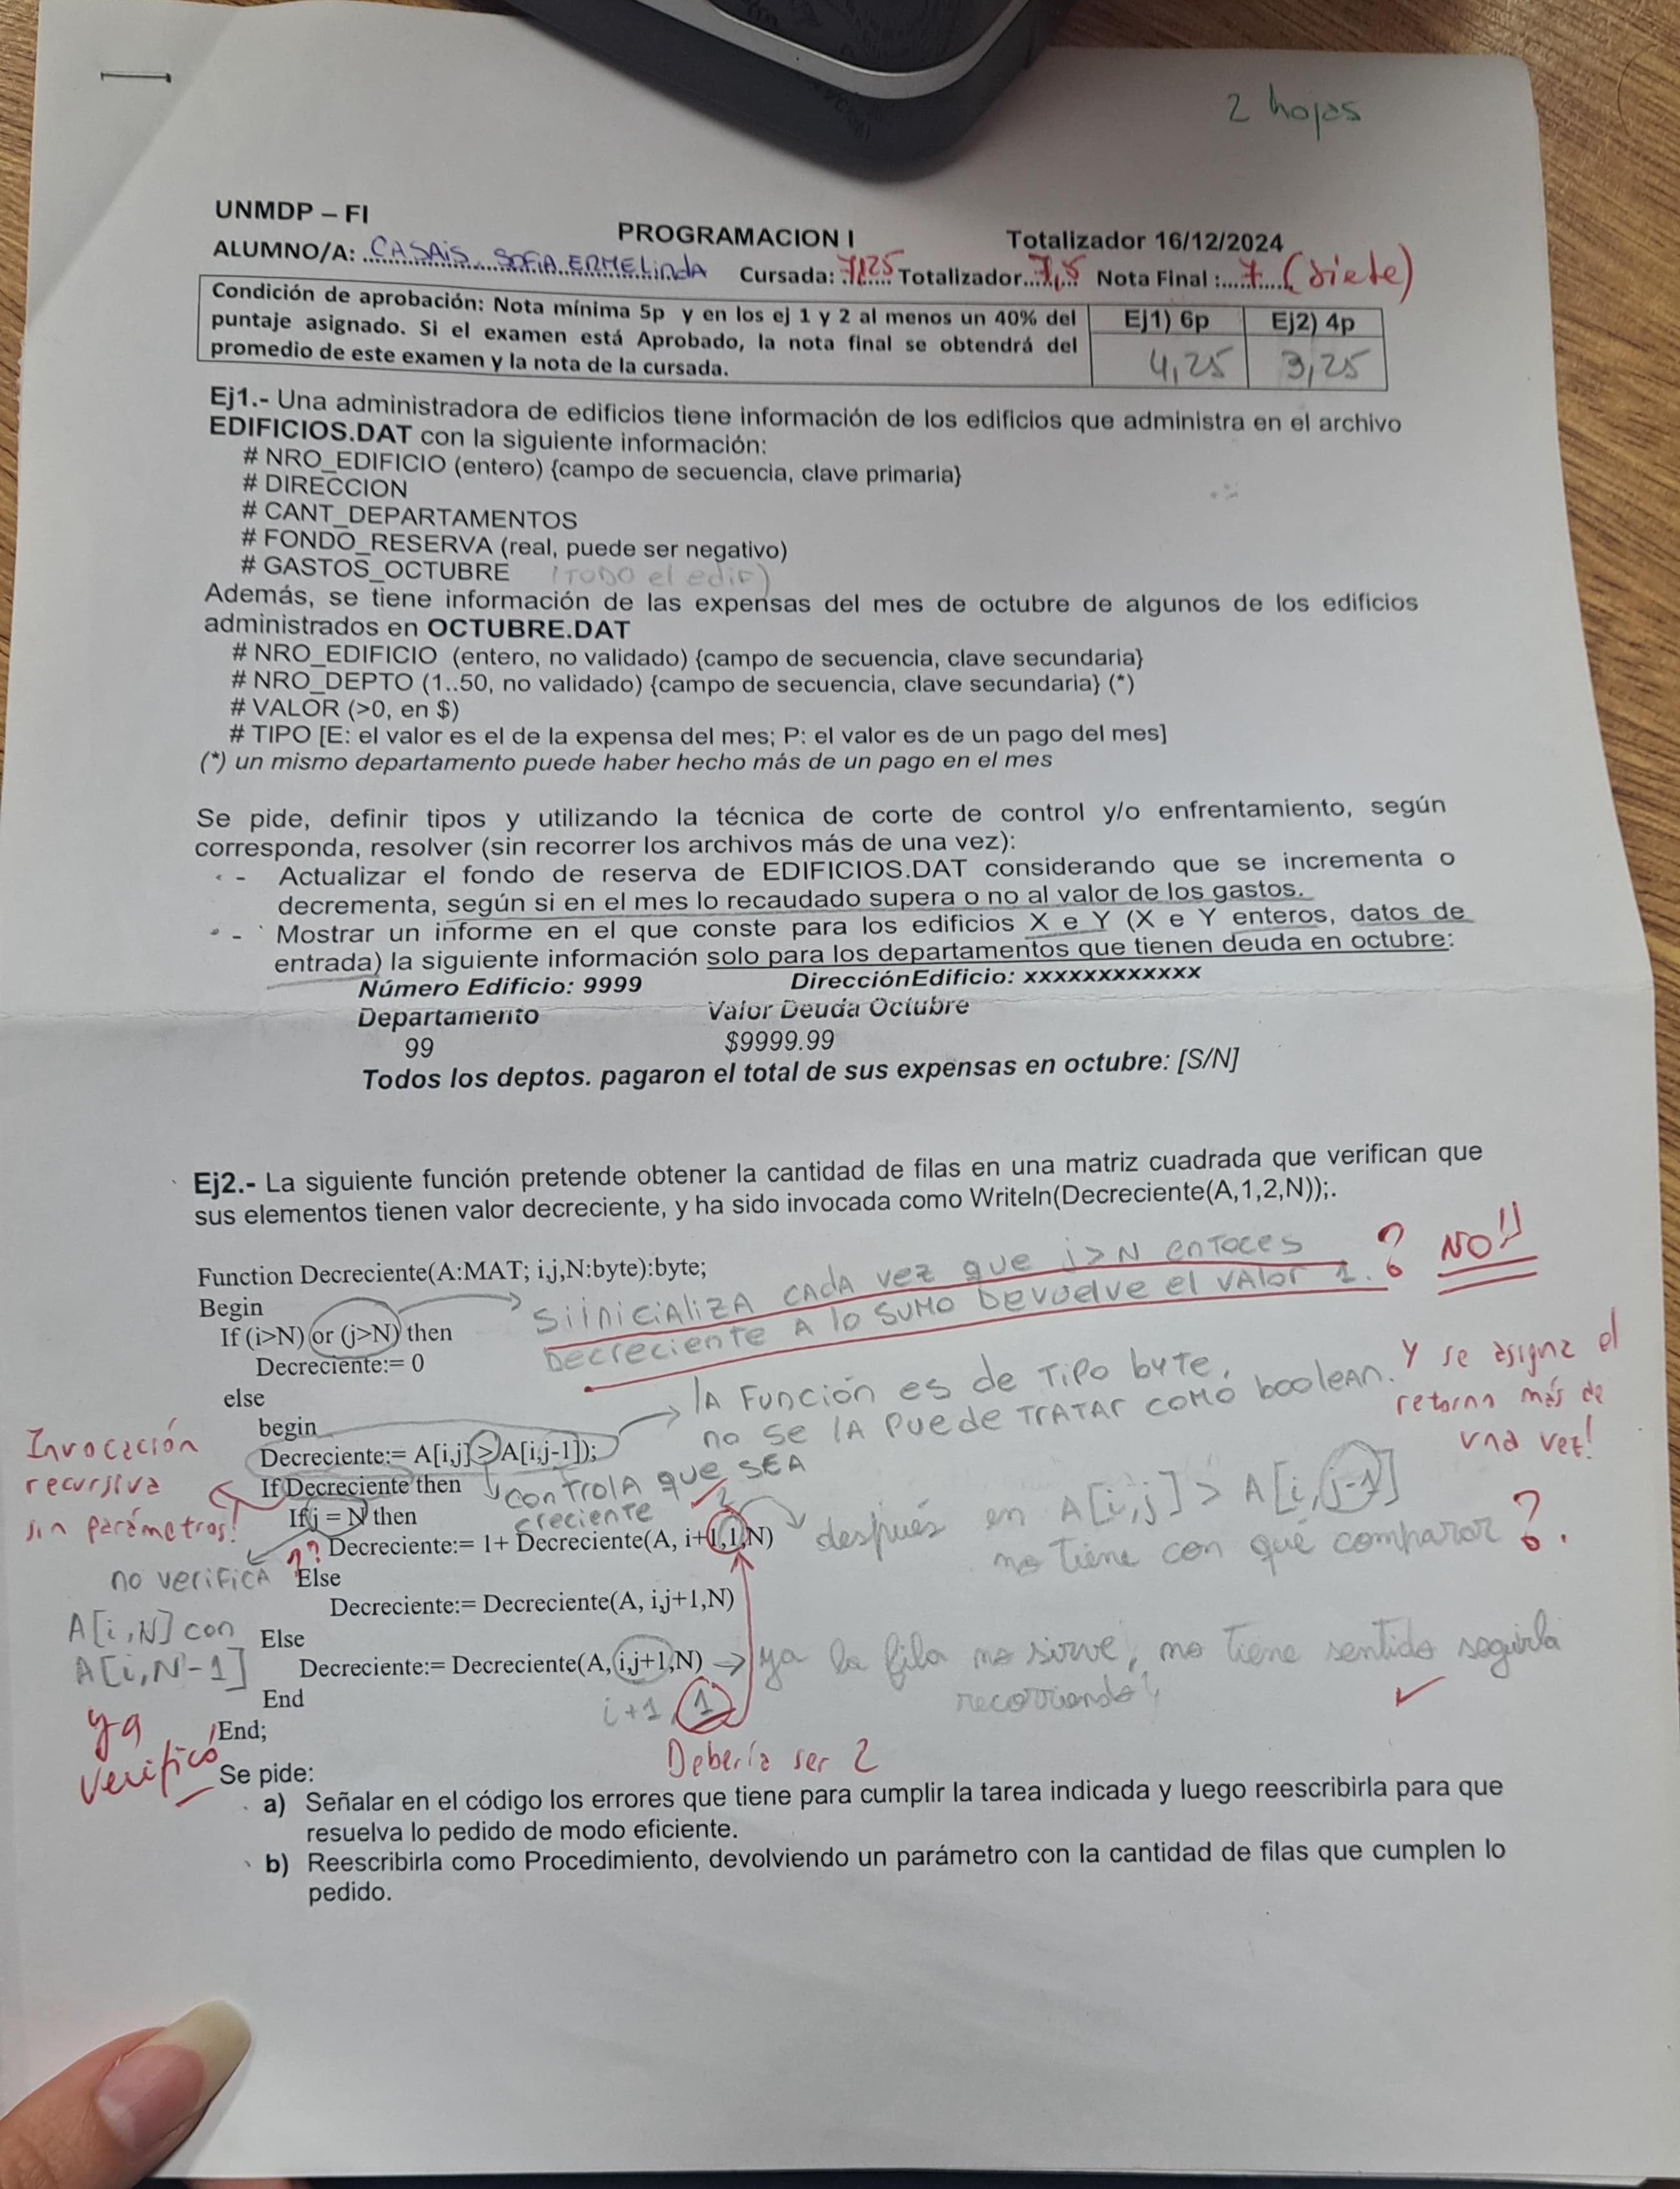 2 hojas
UNMDP – FI
PROGRAMACION I
Totalizador 16/12/2024
ALUMNO/A: CASAIS, SOFIA ERMELINDA Cursada: 7,25 Totalizador 7,5 Nota Final : 7 (siete)
Condición de aprobación: Nota mínima 5p y en los ej 1 y 2 al menos un 40% del
puntaje asignado. Si el examen está Aprobado, la nota final se obtendrá del
promedio de este examen y la nota de la cursada.
Ej1) 6p Ej2) 4p
4,25 3,25
Ej1.- Una administradora de edificios tiene información de los edificios que administra en el archivo
EDIFICIOS.DAT con la siguiente información:
# NRO_EDIFICIO (entero) {campo de secuencia, clave primaria}
# DIRECCION
# CANT_DEPARTAMENTOS
# FONDO_RESERVA (real, puede ser negativo)
# GASTOS_OCTUBRE (TODO el edif)
Además, se tiene información de las expensas del mes de octubre de algunos de los edificios
administrados en OCTUBRE.DAT
# NRO_EDIFICIO (entero, no validado) {campo de secuencia, clave secundaria}
# NRO_DEPTO (1..50, no validado) {campo de secuencia, clave secundaria} (*)
# VALOR (>0, en $)
# TIPO [E: el valor es el de la expensa del mes; P: el valor es de un pago del mes]
(*) un mismo departamento puede haber hecho más de un pago en el mes
Se pide, definir tipos y utilizando la técnica de corte de control y/o enfrentamiento, según
corresponda, resolver (sin recorrer los archivos más de una vez):
- Actualizar el fondo de reserva de EDIFICIOS.DAT considerando que se incrementa o
decrementa, según si en el mes lo recaudado supera o no al valor de los gastos.
- Mostrar un informe en el que conste para los edificios X e Y (X e Y enteros, datos de
entrada) la siguiente información solo para los departamentos que tienen deuda en octubre:
Número Edificio: 9999 DirecciónEdificio: xxxxxxxxxxxx
Departamento Valor Deuda Octubre
99 $9999.99
Todos los deptos. pagaron el total de sus expensas en octubre: [S/N]
Ej2.- La siguiente función pretende obtener la cantidad de filas en una matriz cuadrada que verifican que
sus elementos tienen valor decreciente, y ha sido invocada como Writeln(Decreciente(A,1,2,N));.
Function Decreciente(A:MAT; i,j,N:byte):byte;
Begin
If (i>N) or (j>N) then
Decreciente:= 0
SI INICIALIZA CADA VEZ QUE j>N ENTOCES
DECRECIENTE A LO SUMO DEVUELVE EL VALOR 1. ? NO!!
else
begin
LA FUNCIÓN ES DE TIPO BYTE,
NO SE LA PUEDE TRATAR COMO BOOLEAN.
Y se asigna el
retorno más de
una vez!
Invocación
recursiva
sin parámetros!
Decreciente:= A[i,j] > A[i,j-1]);
If Decreciente then
CONTROLA QUE SEA
creciente
If j = N then
Decreciente:= 1+ Decreciente(A, i+1,1,N)
2
después en A[i,j] > A[i,j-1]
no tiene con qué comparar ?.
¿?
no verifica
A[i,N] con
A[i,N-1]
ya
verificó
Else
Decreciente:= Decreciente(A, i,j+1,N)
Else
Decreciente:= Decreciente(A, i,j+1,N)
ya la fila no sirve, no tiene sentido seguirla
recorriendo!
i+1, 1
Debería ser 2
End
End;
Se pide:
a) Señalar en el código los errores que tiene para cumplir la tarea indicada y luego reescribirla para que
resuelva lo pedido de modo eficiente.
b) Reescribirla como Procedimiento, devolviendo un parámetro con la cantidad de filas que cumplen lo
pedido.